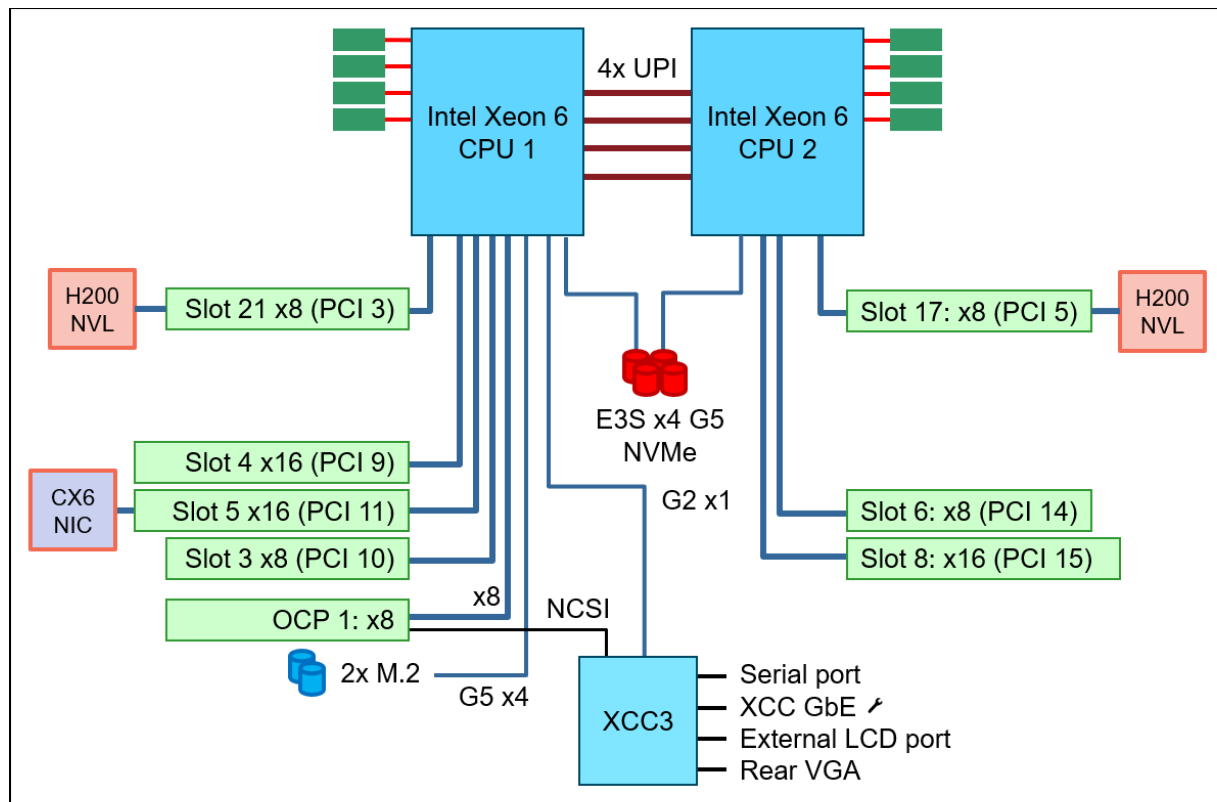 4x UPI
Intel Xeon 6
CPU 1
Intel Xeon 6
CPU 2
H200
NVL
Slot 21 x8 (PCI 3)
Slot 17: x8 (PCI 5)
H200
NVL
E3S x4 G5
NVMe
Slot 4 x16 (PCI 9)
CX6
NIC
Slot 5 x16 (PCI 11)
Slot 3 x8 (PCI 10)
G2 x1
Slot 6: x8 (PCI 14)
Slot 8: x16 (PCI 15)
x8
OCP 1: x8
NCSI
2x M.2
G5 x4
XCC3
Serial port
XCC GbE
External LCD port
Rear VGA